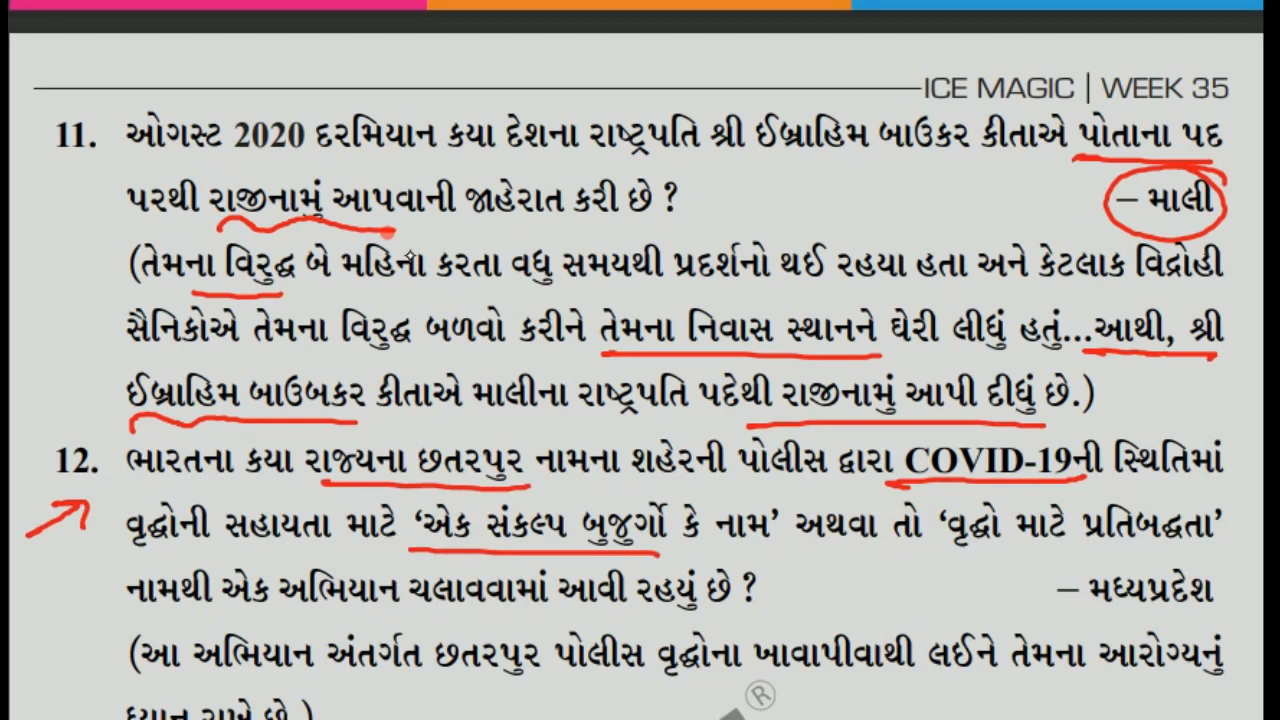 ICE MAGIC | WEEK 35
11. ઓગસ્ટ 2020 દરમિયાન કયા દેશના રાષ્ટ્રપતિ શ્રી ઈબ્રાહિમ બાઉકર કીતાએ પોતાના પદ
પરથી રાજીનામું આપવાની જાહેરાત કરી છે ? – માલી
(તેમના વિરુદ્ધ બે મહિના કરતા વધુ સમયથી પ્રદર્શનો થઈ રહયા હતા અને કેટલાક વિદ્રોહી
સૈનિકોએ તેમના વિરુદ્ધ બળવો કરીને તેમના નિવાસ સ્થાનને ઘેરી લીધું હતું...આથી, શ્રી
ઈબ્રાહિમ બાઉબકર કીતાએ માલીના રાષ્ટ્રપતિ પદેથી રાજીનામું આપી દીધું છે.)
12. ભારતના કયા રાજ્યના છતરપુર નામના શહેરની પોલીસ દ્વારા COVID-19ની સ્થિતિમાં
વૃદ્ધોની સહાયતા માટે ‘એક સંકલ્પ બુજુર્ગો કે નામ’ અથવા તો ‘વૃદ્ધો માટે પ્રતિબદ્ધતા’
નામથી એક અભિયાન ચલાવવામાં આવી રહયું છે ? – મધ્યપ્રદેશ
(આ અભિયાન અંતર્ગત છતરપુર પોલીસ વૃદ્ધોના ખાવાપીવાથી લઈને તેમના આરોગ્યનું
ધ્યાન રાખે છે.)
®